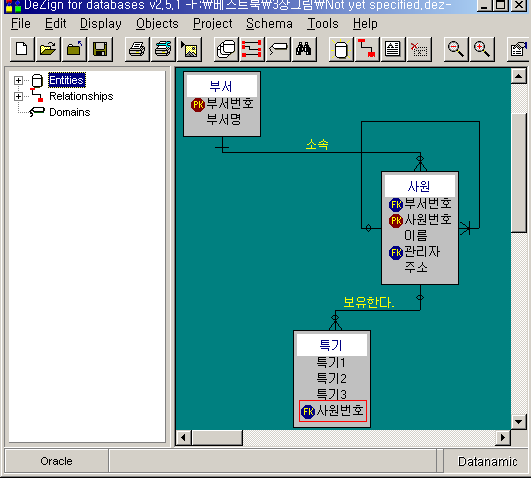 DeZign for databases v2,5,1 -F:₩베스트북₩3장그림₩Not yet specified,dez-
File Edit Display Objects Project Schema Tools Help
Entities
Relationships
Domains
부서
PK 부서번호
부서명
소속
사원
FK 부서번호
PK 사원번호
이름
FK 관리자
주소
보유한다.
특기
특기1
특기2
특기3
FK 사원번호
Oracle
Datanamic